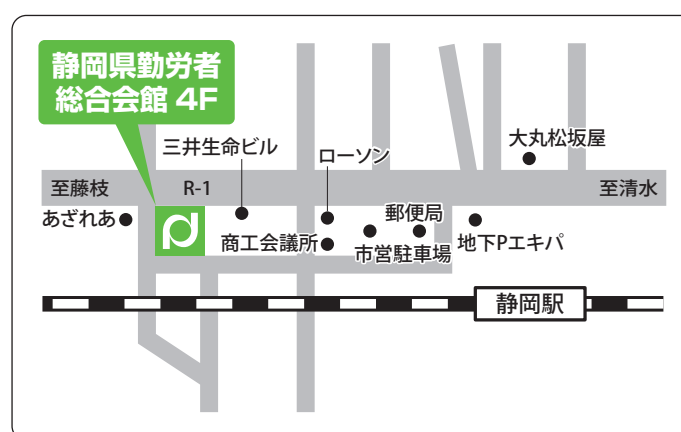 静岡県勤労者
総合会館 4F
三井生命ビル
ローソン
大丸松坂屋
至藤枝
R-1
至清水
あざれあ
商工会議所
郵便局
市営駐車場
地下Pエキパ
静岡駅